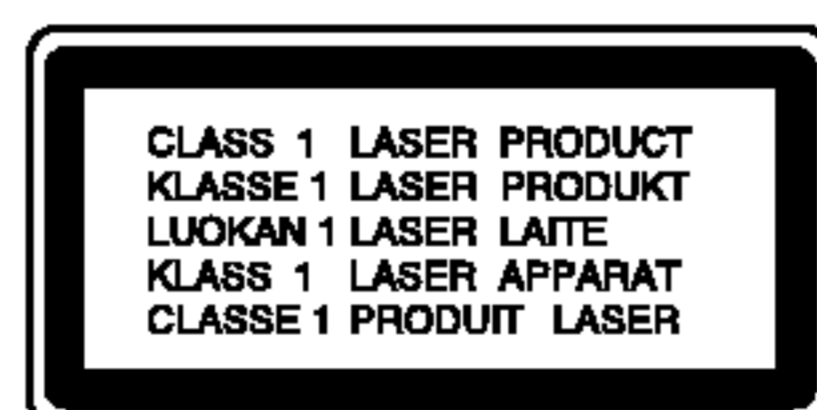 CLASS 1 LASER PRODUCT
KLASSE 1 LASER PRODUKT
LUOKAN 1 LASER LAITE
KLASS 1 LASER APPARAT
CLASSE 1 PRODUIT LASER